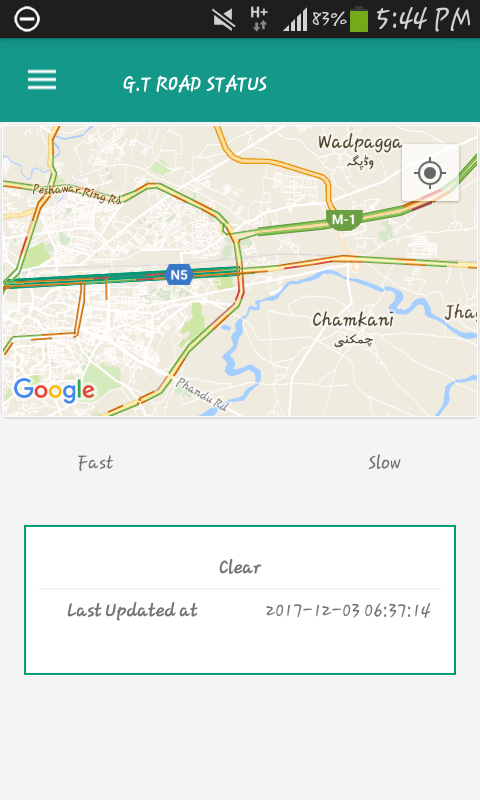 H+ 83% 5:44 PM
G.T ROAD STATUS
Wadpagga
وڈپگہ
Peshawar Ring Rd
M-1
N5
Chamkani
چمکنی
Jhag
Google
Phandu Rd
Fast Slow
Clear
Last Updated at 2017-12-03 06:37:14